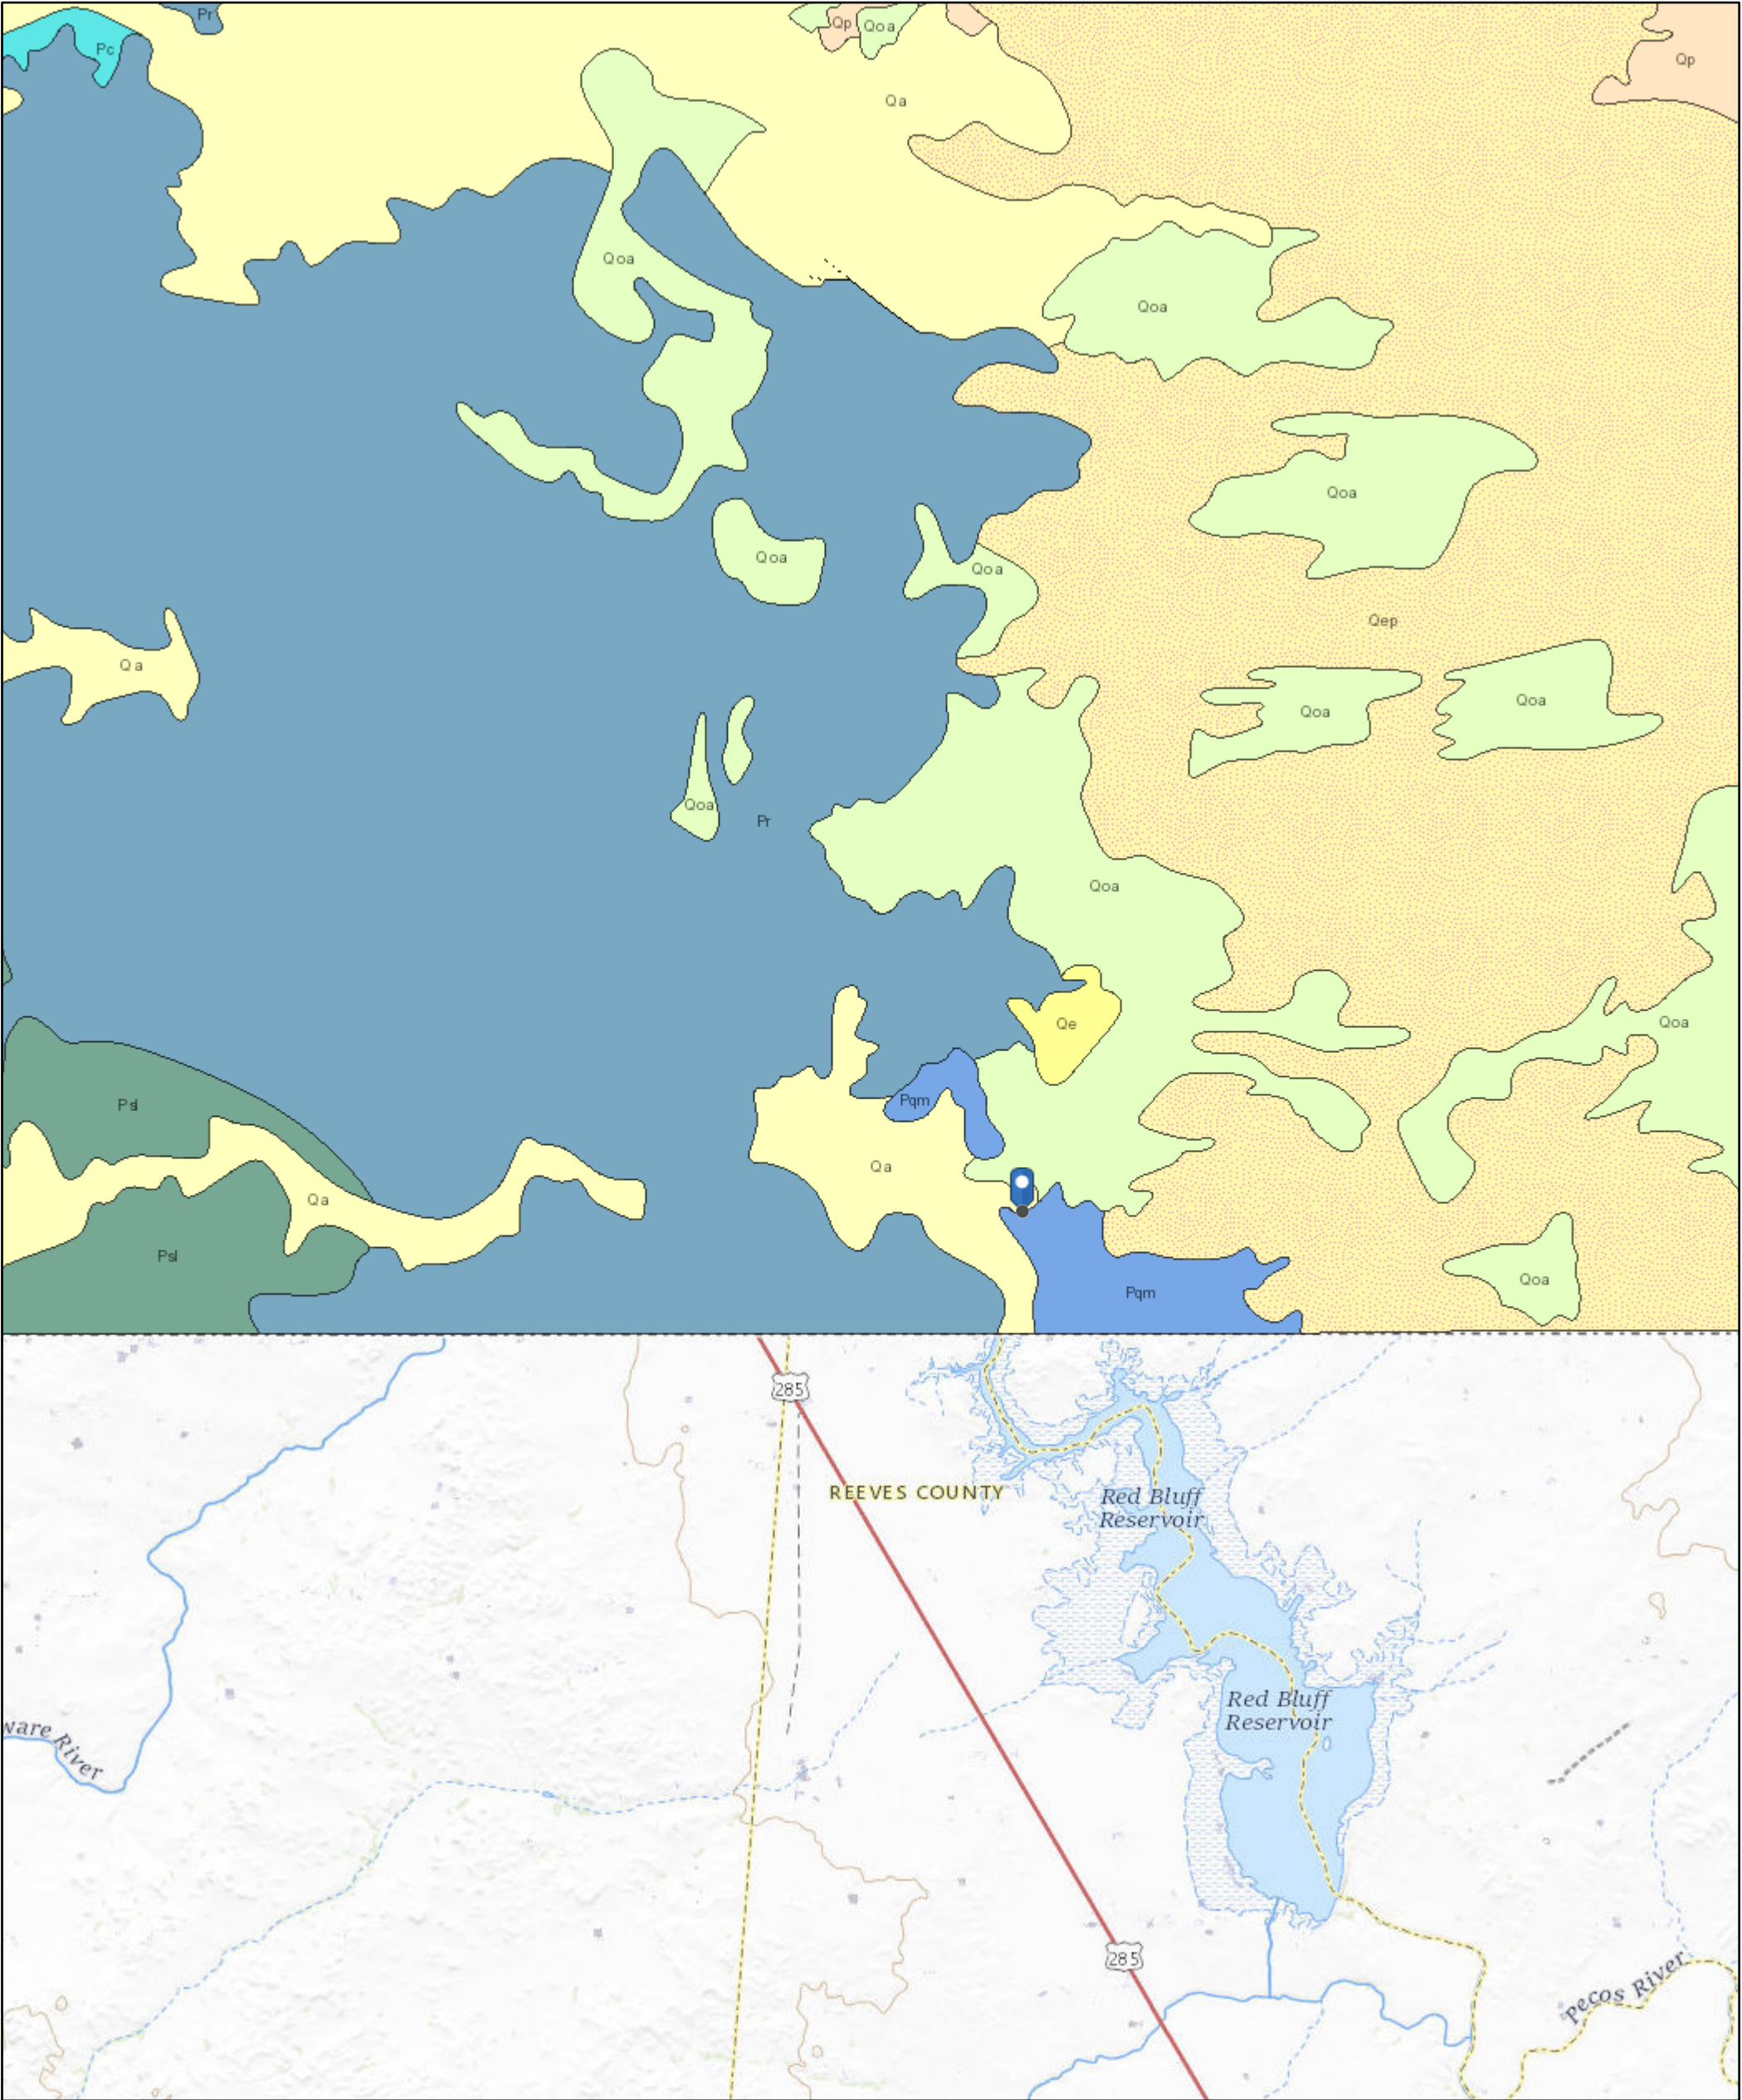 Pr
Qp
Qoa
Pc
Qp
Qa
Qoa
Qoa
Qoa
Qoa
Qoa
Qep
Qa
Qoa
Qoa
Qoa
Pr
Qoa
Qoa
Qe
Psl
Pqm
Qa
Qa
Psl
Qoa
Pqm
285
REEVES COUNTY
Red Bluff
Reservoir
Red Bluff
Reservoir
ware River
285
Pecos River